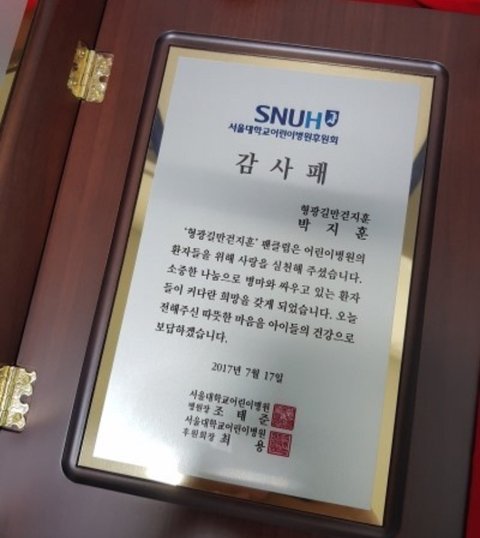 SNUH
서울대학교어린이병원후원회
감사패
형광길만걷지훈
박지훈
"형광길만걷지훈" 팬클럽은 어린이병원의
환자들을 위해 사랑을 실천해 주셨습니다.
소중한 나눔으로 병마와 싸우고 있는 환자
들이 커다란 희망을 갖게 되었습니다. 오늘
전해주신 따뜻한 마음을 아이들의 건강으로
보답하겠습니다.
2017년 7월 17일
서울대학교어린이병원
병원장 조태준
서울대학교어린이병원
후원회장 최용